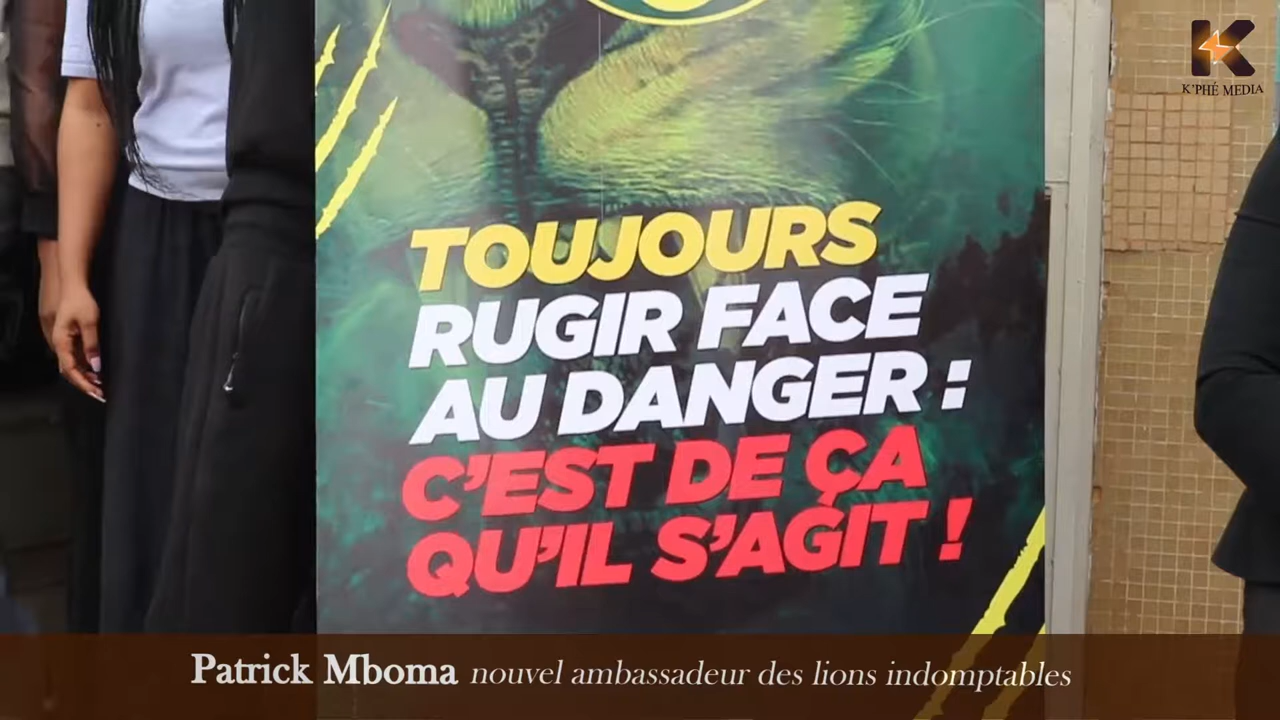 K'PHÉ MEDIA
TOUJOURS
RUGIR FACE
AU DANGER :
C'EST DE ÇA
QU'IL S'AGIT !
Patrick Mboma nouvel ambassadeur des lions indomptables